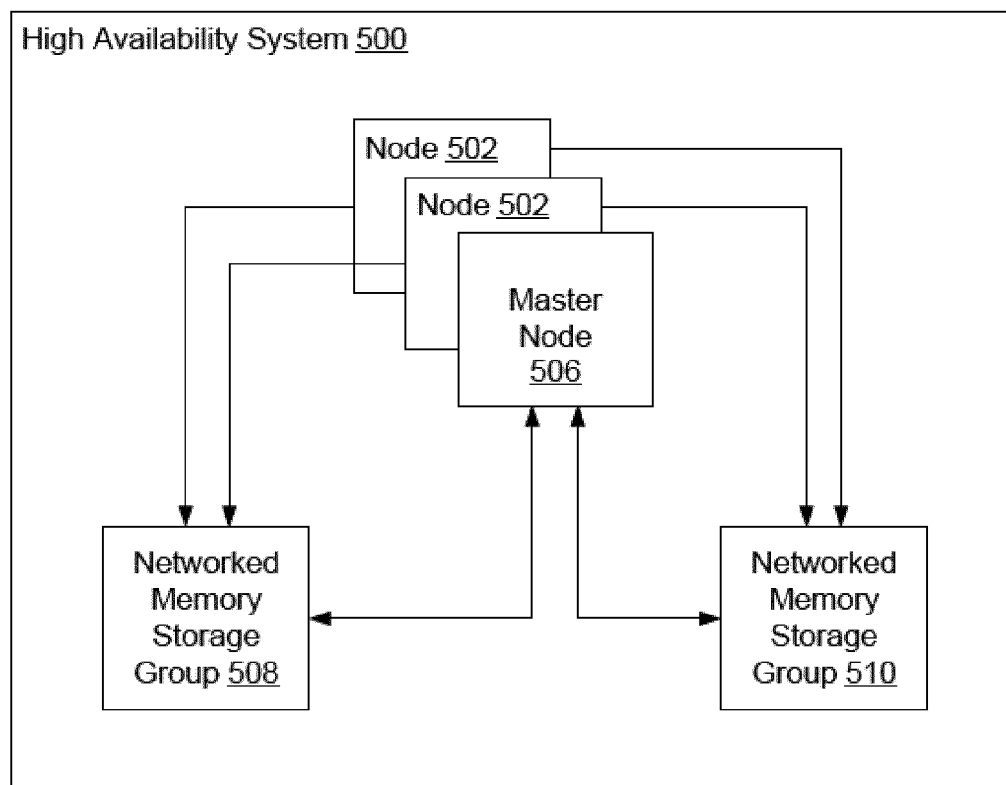 High Availability System 500
Node 502
Node 502
Master
Node
506
Networked
Memory
Storage
Group 508
Networked
Memory
Storage
Group 510